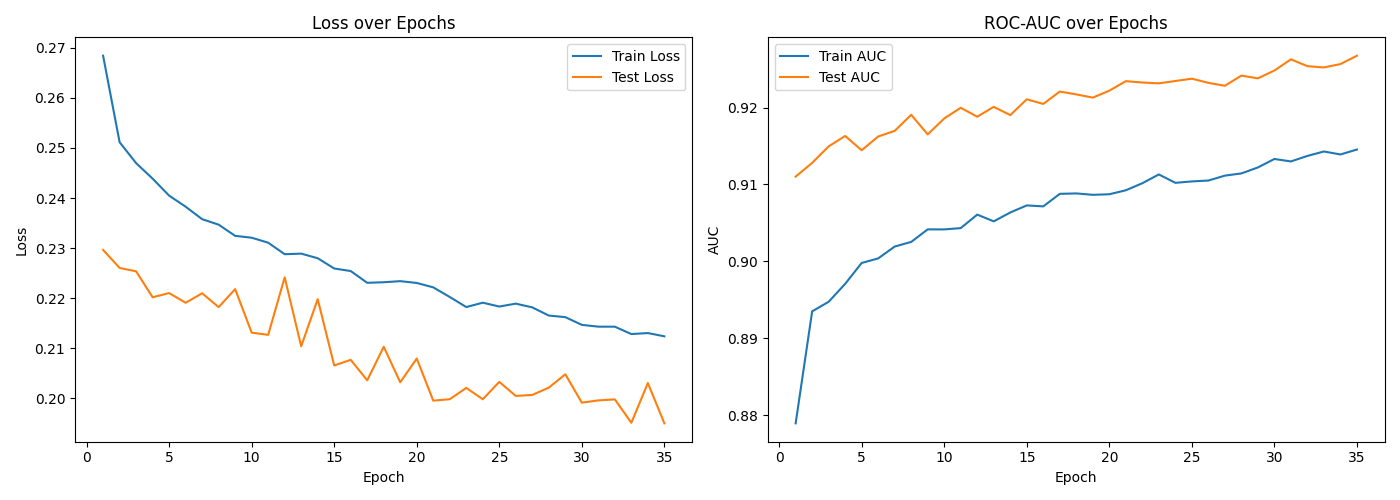 Loss over Epochs
Train Loss
Test Loss
0.27
0.26
0.25
0.24
0.23
0.22
0.21
0.20
Loss
0
5
10
15
20
25
30
35
Epoch
ROC-AUC over Epochs
Train AUC
Test AUC
0.92
0.91
0.90
0.89
0.88
AUC
0
5
10
15
20
25
30
35
Epoch